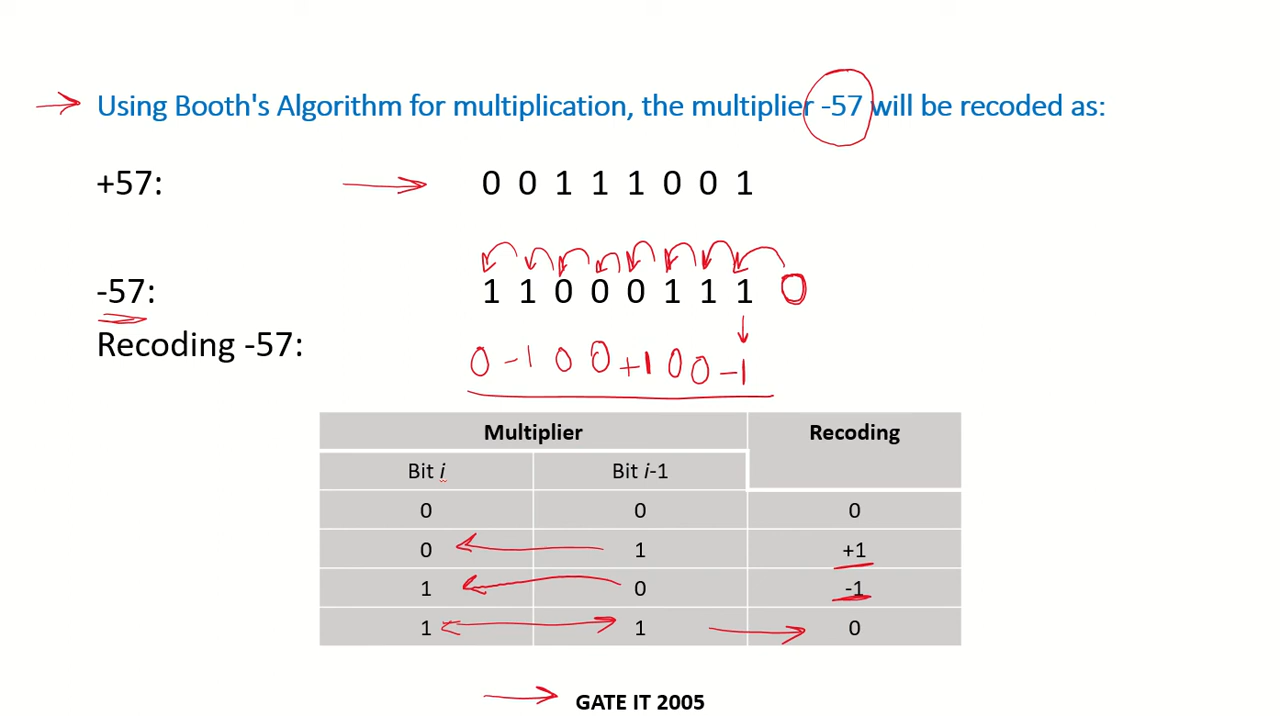 Using Booth's Algorithm for multiplication, the multiplier -57 will be recoded as:
+57: 0 0 1 1 1 0 0 1
-57: 1 1 0 0 0 1 1 1 0
Recoding -57: 0 -1 0 0 +1 0 0 -1
Multiplier Recoding
Bit i Bit i-1
0 0 0
0 1 +1
1 0 -1
1 1 0
GATE IT 2005